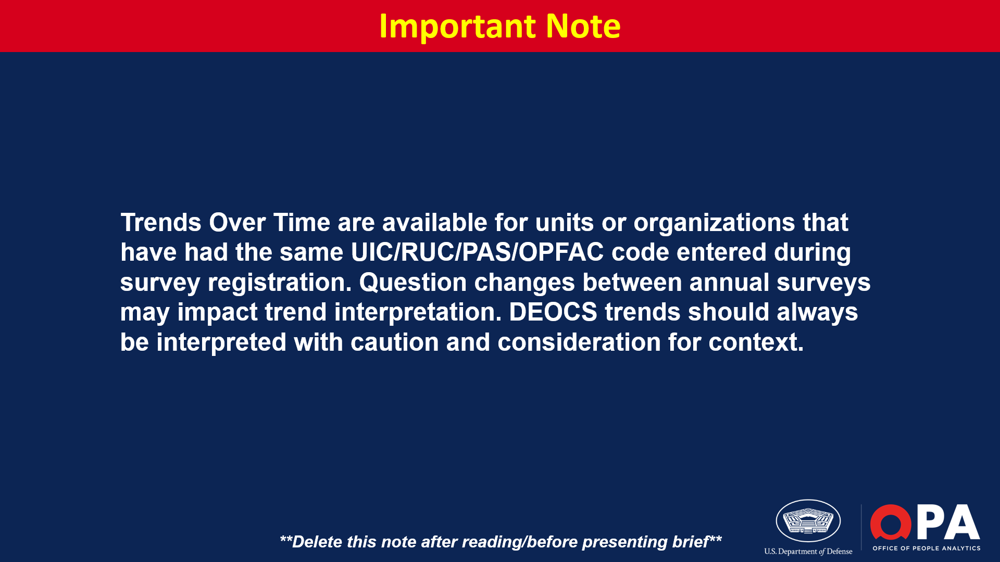 Important Note
Trends Over Time are available for units or organizations that
have had the same UIC/RUC/PAS/OPFAC code entered during
survey registration. Question changes between annual surveys
may impact trend interpretation. DEOCS trends should always
be interpreted with caution and consideration for context.
**Delete this note after reading/before presenting brief**
U.S. Department of Defense
OPA
OFFICE OF PEOPLE ANALYTICS